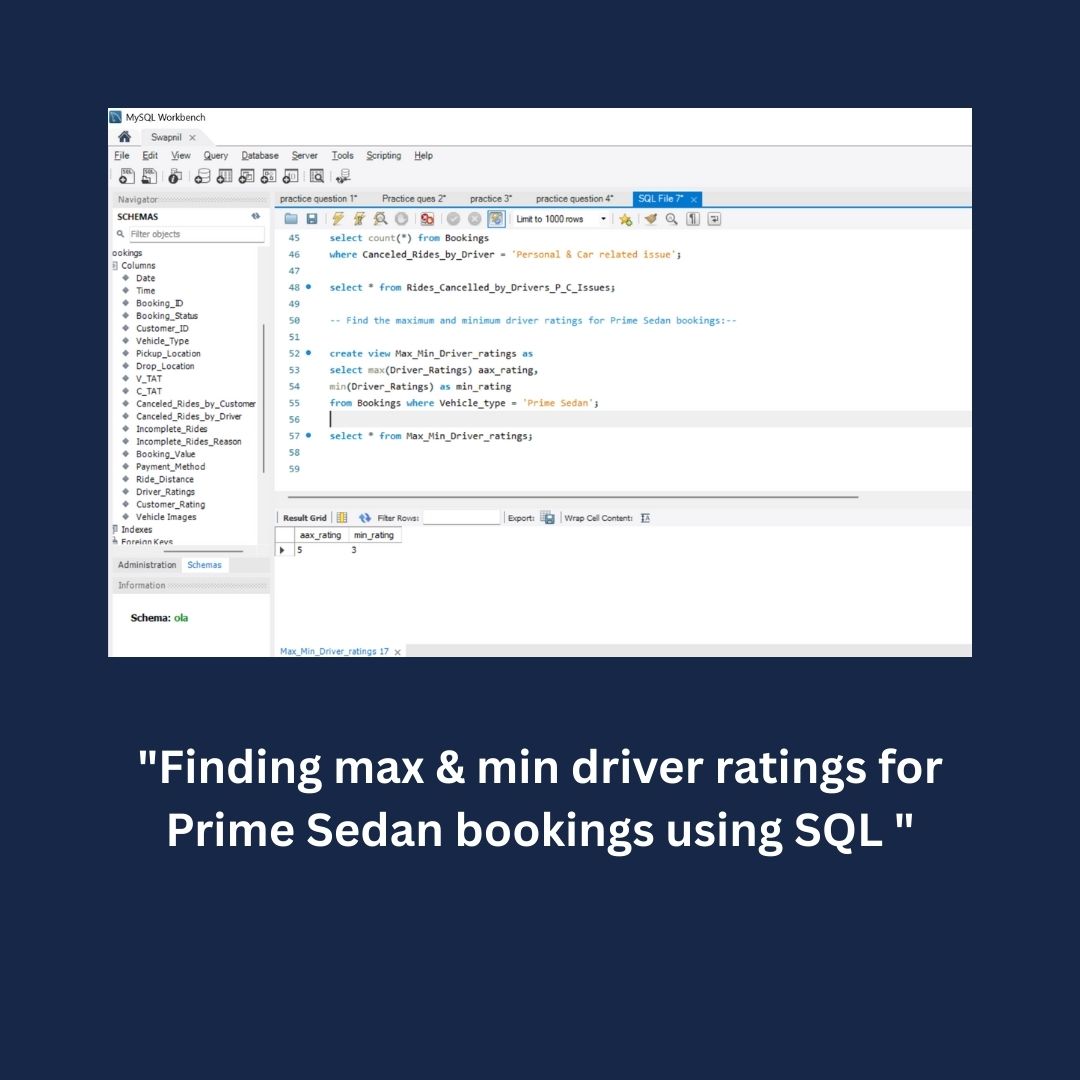 MySQL Workbench
Swapnil
File Edit View Query Database Server Tools Scripting Help
Navigator
SCHEMAS
Filter objects
ookings
Columns
Date
Time
Booking_ID
Booking_Status
Customer_ID
Vehicle_Type
Pickup_Location
Drop_Location
V_TAT
C_TAT
Canceled_Rides_by_Customer
Canceled_Rides_by_Driver
Incomplete_Rides
Incomplete_Rides_Reason
Booking_Value
Payment_Method
Ride_Distance
Driver_Ratings
Customer_Rating
Vehicle Images
Indexes
Foreign Keys
Administration Schemas
Information
Schema: ola
practice question 1* Practice ques 2* practice 3* practice question 4* SQL File 7*
Limit to 1000 rows
45 select count(*) from Bookings
46 where Canceled_Rides_by_Driver = 'Personal & Car related issue';
47
48 select * from Rides_Cancelled_by_Drivers_P_C_Issues;
49
50 -- Find the maximum and minimum driver ratings for Prime Sedan bookings:--
51
52 create view Max_Min_Driver_ratings as
53 select max(Driver_Ratings) aax_rating,
54 min(Driver_Ratings) as min_rating
55 from Bookings where Vehicle_type = 'Prime Sedan';
56
57 select * from Max_Min_Driver_ratings;
58
59
Result Grid Filter Rows: Export: Wrap Cell Content:
aax_rating min_rating
5 3
Max_Min_Driver_ratings 17
"Finding max & min driver ratings for
Prime Sedan bookings using SQL "